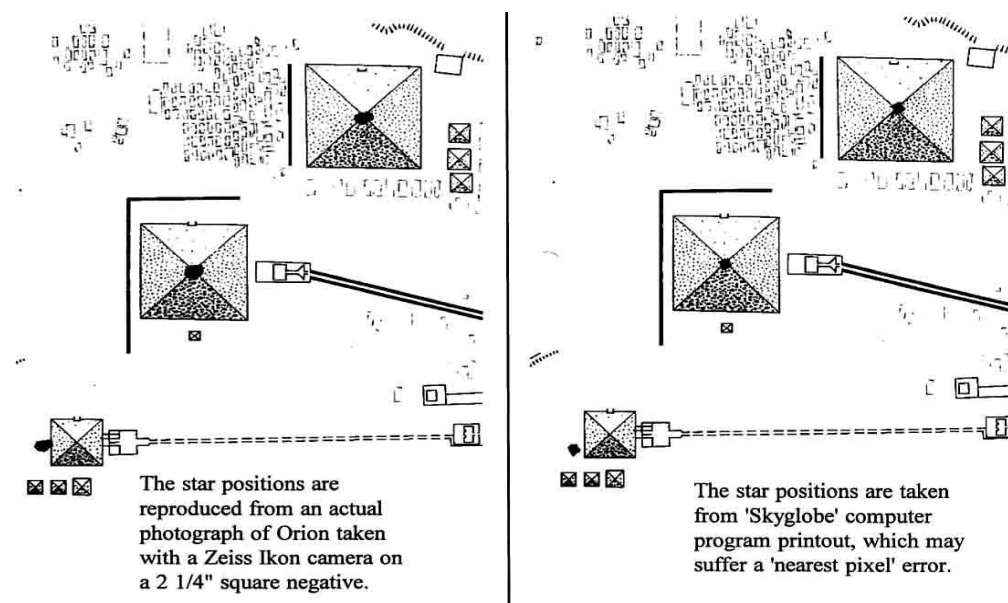 The star positions are
reproduced from an actual
photograph of Orion taken
with a Zeiss Ikon camera on
a 2 1/4" square negative.
The star positions are taken
from 'Skyglobe' computer
program printout, which may
suffer a 'nearest pixel' error.